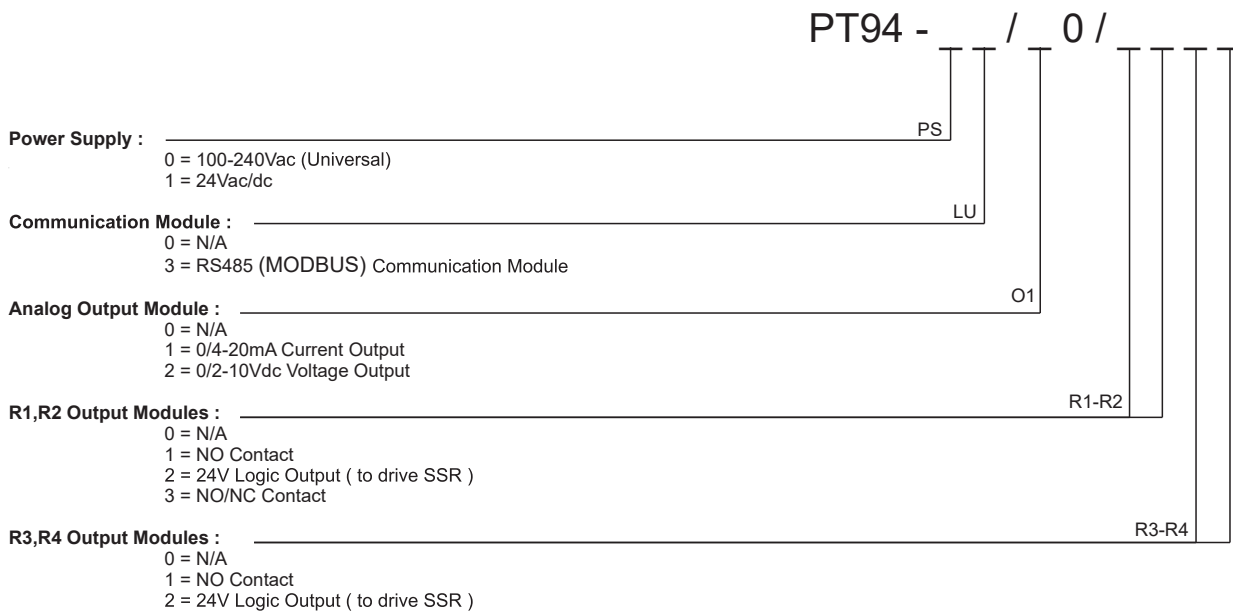 PT94 - _ _ / _ 0 / _ _ _ _
PS
Power Supply :
0 = 100-240Vac (Universal)
1 = 24Vac/dc
LU
Communication Module :
0 = N/A
3 = RS485 (MODBUS) Communication Module
O1
Analog Output Module :
0 = N/A
1 = 0/4-20mA Current Output
2 = 0/2-10Vdc Voltage Output
R1-R2
R1,R2 Output Modules :
0 = N/A
1 = NO Contact
2 = 24V Logic Output ( to drive SSR )
3 = NO/NC Contact
R3-R4
R3,R4 Output Modules :
0 = N/A
1 = NO Contact
2 = 24V Logic Output ( to drive SSR )